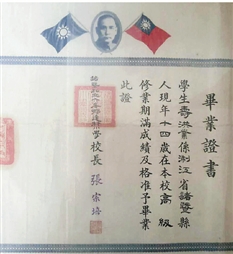 畢業證書
學生壽洪業係浙江省諸暨縣
人現年十四歲在本校高級
修業期滿成績及格准予畢業
此證
校長 張宗培